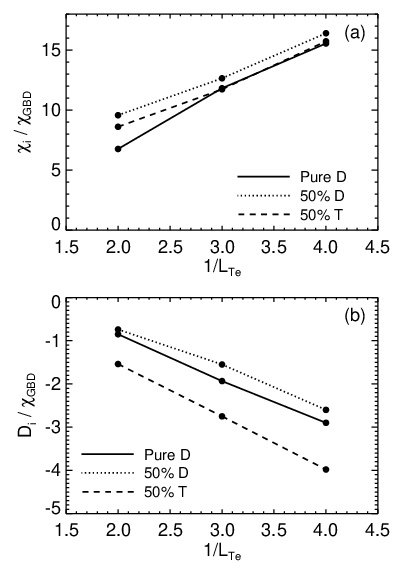 (a)
15
10
5
0
χi / χGBD
Pure D
50% D
50% T
1.5 2.0 2.5 3.0 3.5 4.0 4.5
1/LTe
(b)
0
-1
-2
-3
-4
-5
Di / χGBD
Pure D
50% D
50% T
1.5 2.0 2.5 3.0 3.5 4.0 4.5
1/LTe